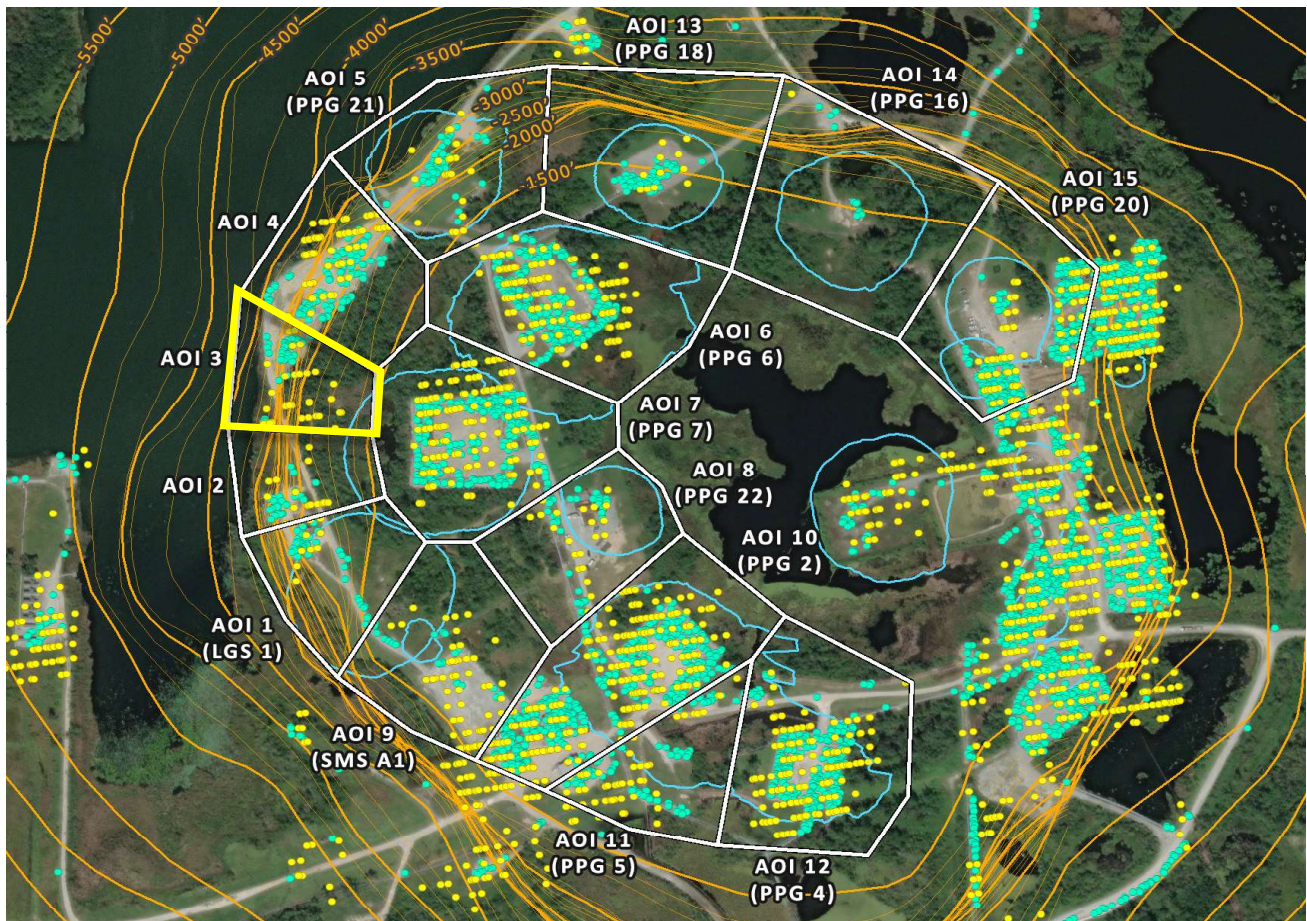 -5500'
-5000'
-4500'
-4000'
-3500'
-3000'
-2500'
-2000'
-1500'
AOI 13
(PPG 18)
AOI 5
(PPG 21)
AOI 14
(PPG 16)
AOI 15
(PPG 20)
AOI 4
AOI 3
AOI 6
(PPG 6)
AOI 7
(PPG 7)
AOI 8
(PPG 22)
AOI 2
AOI 10
(PPG 2)
AOI 1
(LGS 1)
AOI 9
(SMS A1)
AOI 11
(PPG 5)
AOI 12
(PPG 4)